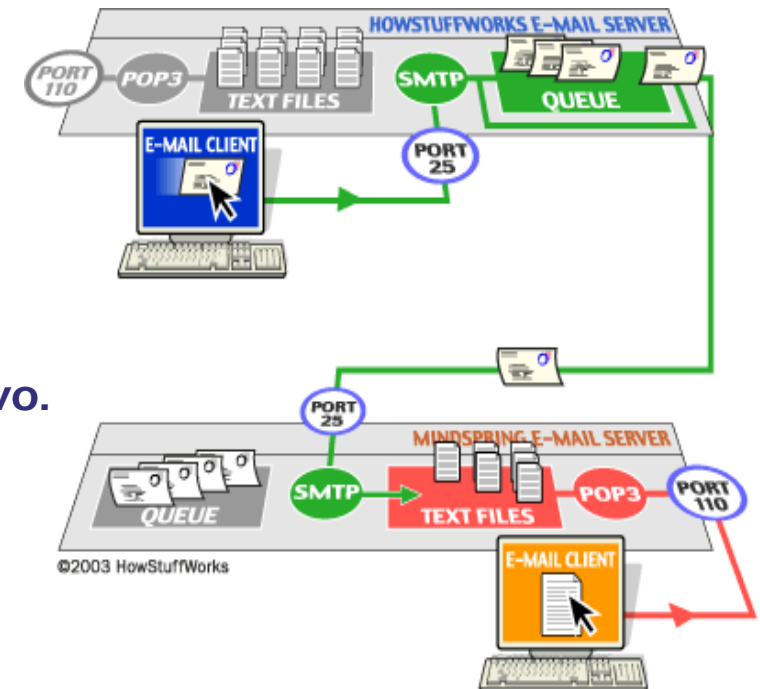 HOWSTUFFWORKS E-MAIL SERVER
PORT
110
POP3
TEXT FILES
SMTP
QUEUE
E-MAIL CLIENT
PORT
25
vo.
PORT
25
MINDSPRING E-MAIL SERVER
QUEUE
SMTP
TEXT FILES
POP3
PORT
110
©2003 HowStuffWorks
E-MAIL CLIENT